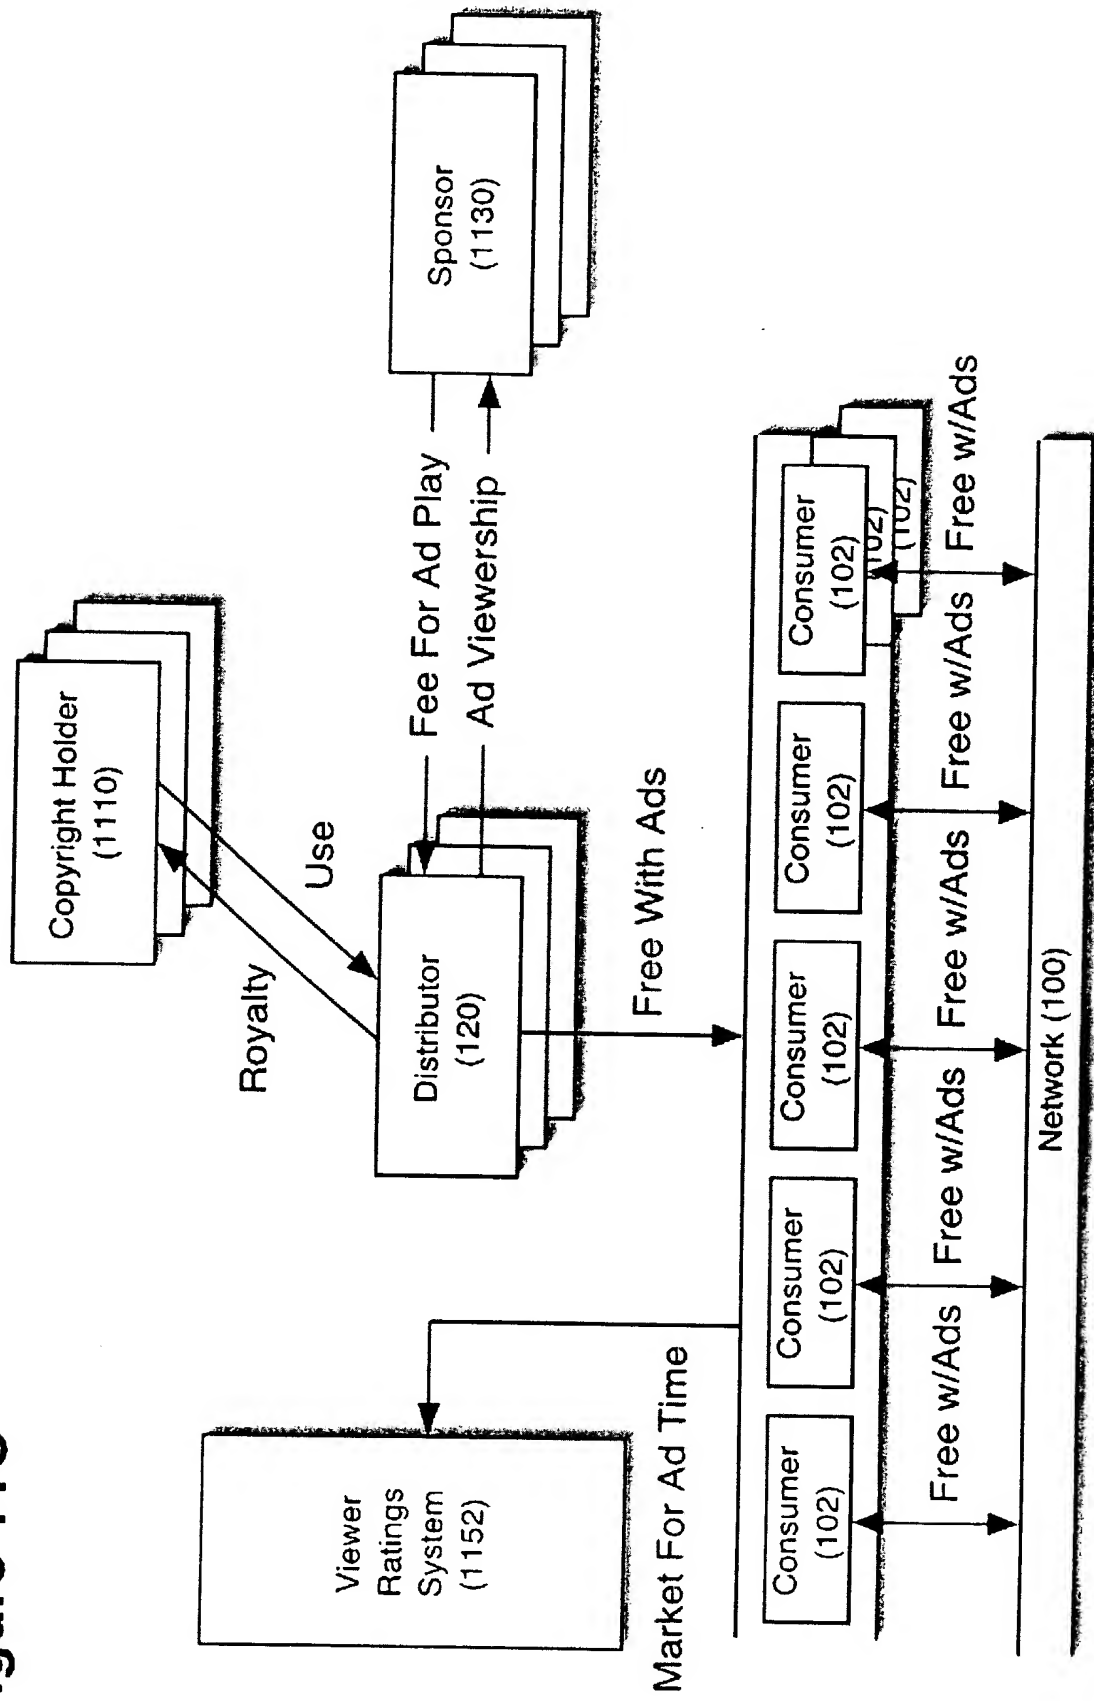 Copyright Holder
(1110)
Royalty
Use
Distributor
(120)
Fee For Ad Play
Ad Viewership
Sponsor
(1130)
Viewer
Ratings
System
(1152)
Market For Ad Time
Free With Ads
Consumer
(102)
Consumer
(102)
Consumer
(102)
Consumer
(102)
Consumer
(102)
102)
(102)
Free w/Ads
Free w/Ads
Free w/Ads
Free w/Ads
Free w/Ads
Network (100)